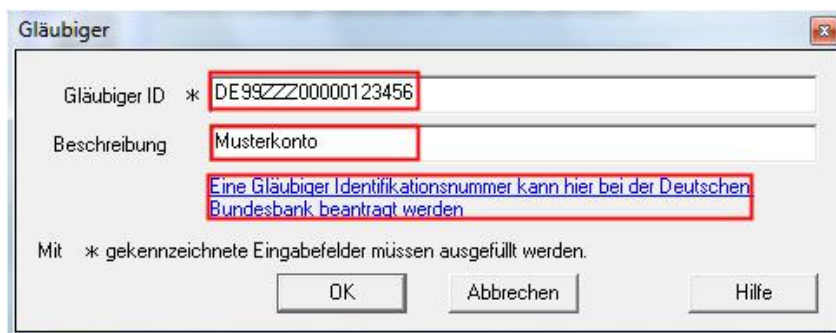 Gläubiger
Gläubiger ID * DE99ZZZ00000123456
Beschreibung Musterkonto
Eine Gläubiger Identifikationsnummer kann hier bei der Deutschen
Bundesbank beantragt werden
Mit * gekennzeichnete Eingabefelder müssen ausgefüllt werden.
OK Abbrechen Hilfe